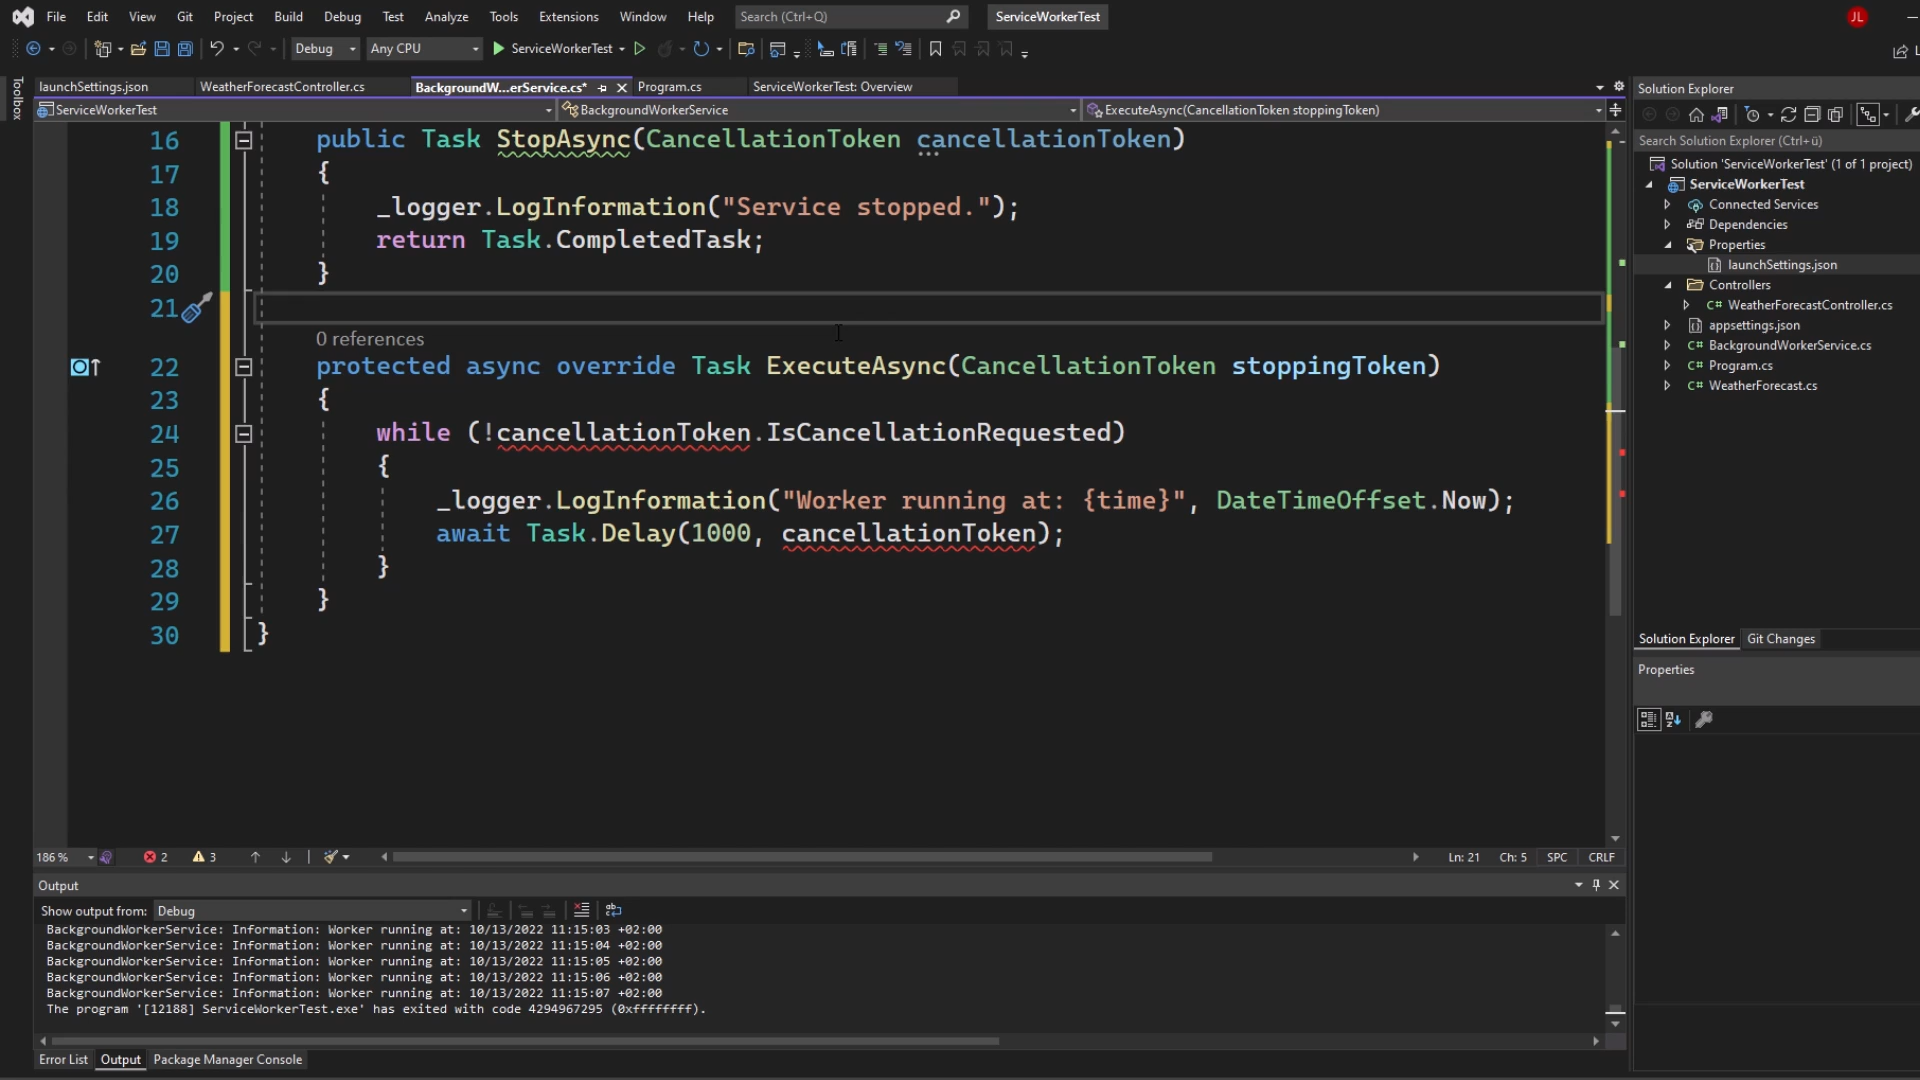 File Edit View Git Project Build Debug Test Analyze Tools Extensions Window Help Search (Ctrl+Q) ServiceWorkerTest JL
Debug Any CPU ServiceWorkerTest
Toolbox
launchSettings.json WeatherForecastController.cs BackgroundW...erService.cs* Program.cs ServiceWorkerTest: Overview
ServiceWorkerTest BackgroundWorkerService ExecuteAsync(CancellationToken stoppingToken)
16 public Task StopAsync(CancellationToken cancellationToken)
17 {
18 _logger.LogInformation("Service stopped.");
19 return Task.CompletedTask;
20 }
21
0 references
22 protected async override Task ExecuteAsync(CancellationToken stoppingToken)
23 {
24 while (!cancellationToken.IsCancellationRequested)
25 {
26 _logger.LogInformation("Worker running at: {time}", DateTimeOffset.Now);
27 await Task.Delay(1000, cancellationToken);
28 }
29 }
30 }
186 % 2 3 Ln: 21 Ch: 5 SPC CRLF
Output
Show output from: Debug
BackgroundWorkerService: Information: Worker running at: 10/13/2022 11:15:03 +02:00
BackgroundWorkerService: Information: Worker running at: 10/13/2022 11:15:04 +02:00
BackgroundWorkerService: Information: Worker running at: 10/13/2022 11:15:05 +02:00
BackgroundWorkerService: Information: Worker running at: 10/13/2022 11:15:06 +02:00
BackgroundWorkerService: Information: Worker running at: 10/13/2022 11:15:07 +02:00
The program '[12188] ServiceWorkerTest.exe' has exited with code 4294967295 (0xffffffff).
Error List Output Package Manager Console
Solution Explorer
Search Solution Explorer (Ctrl+ü)
Solution 'ServiceWorkerTest' (1 of 1 project)
ServiceWorkerTest
Connected Services
Dependencies
Properties
launchSettings.json
Controllers
C# WeatherForecastController.cs
appsettings.json
C# BackgroundWorkerService.cs
C# Program.cs
C# WeatherForecast.cs
Solution Explorer Git Changes
Properties